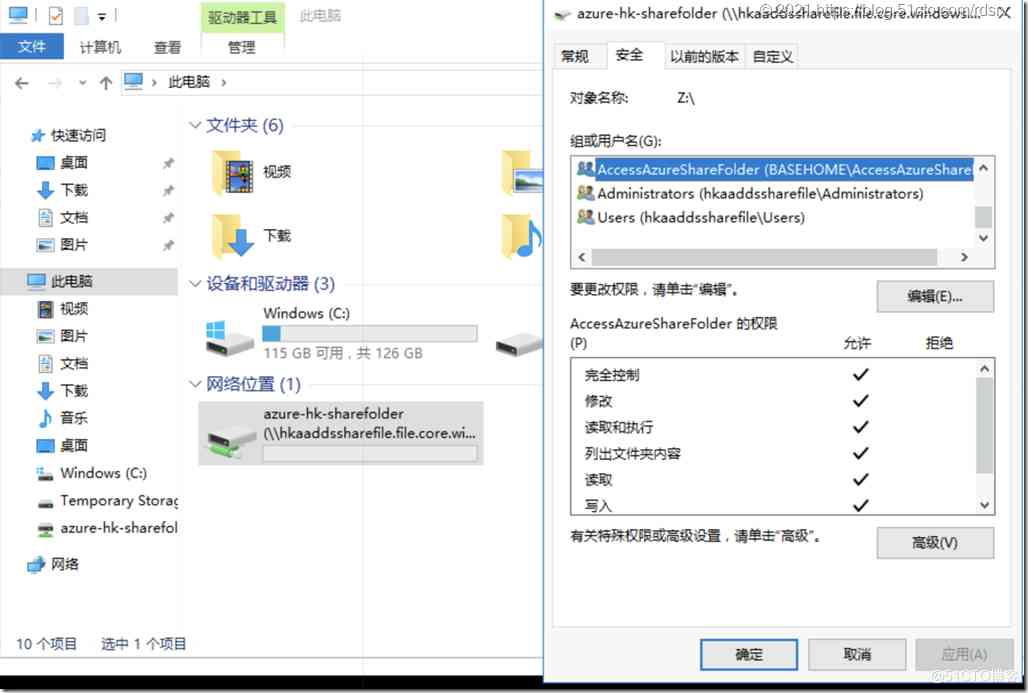 驱动器工具
此电脑
文件
计算机
查看
管理
此电脑
快速访问
桌面
下载
文档
图片
此电脑
视频
图片
文档
下载
音乐
桌面
Windows (C:)
Temporary Storag
azure-hk-sharefol
网络
10 个项目
选中 1 个项目
文件夹 (6)
视频
下载
设备和驱动器 (3)
Windows (C:)
115 GB 可用，共 126 GB
网络位置 (1)
azure-hk-sharefolder
(\\hkaaddssharefile.file.core.wi...
© 2021 https://blog.51cto.com/rdsrv
azure-hk-sharefolder (\\hkaaddssharefile.file.core.windows....
常规
安全
以前的版本
自定义
对象名称:
Z:\
组或用户名(G):
AccessAzureShareFolder (BASEHOME\AccessAzureShare
Administrators (hkaaddssharefile\Administrators)
Users (hkaaddssharefile\Users)
要更改权限，请单击"编辑"。
编辑(E)...
AccessAzureShareFolder 的权限
(P)
允许
拒绝
完全控制
修改
读取和执行
列出文件夹内容
读取
写入
有关特殊权限或高级设置，请单击"高级"。
高级(V)
确定
取消
应用(A)
@51CTO博客